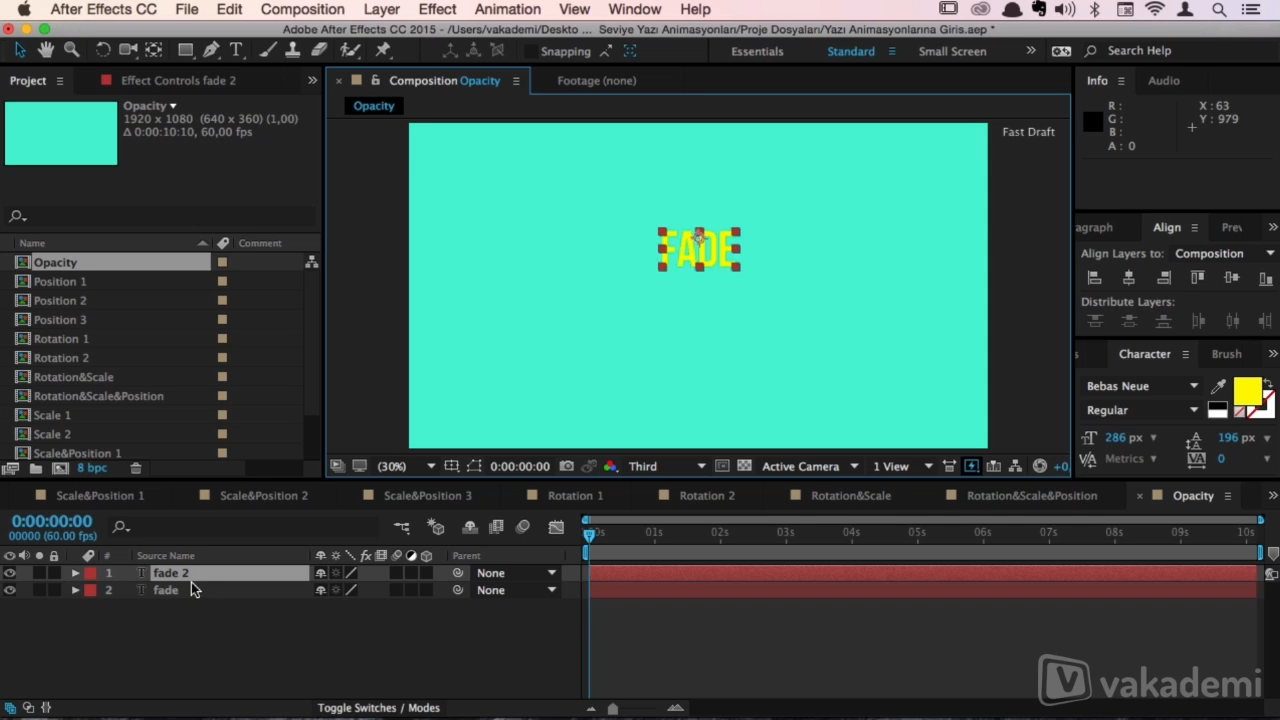 After Effects CC File Edit Composition Layer Effect Animation View Window Help
Adobe After Effects CC 2015 - /Users/vakademi/Deskto ... Seviye Yazı Animasyonları/Proje Dosyaları/Yazı Animasyonlarına Giris.aep *
Snapping Essentials Standard Small Screen Search Help
Project Effect Controls fade 2
Composition Opacity Footage (none)
Info Audio
Opacity
1920 x 1080 (640 x 360) (1,00)
Δ 0:00:10:10, 60,00 fps
Opacity
Fast Draft
R :
G :
B :
A : 0
X : 63
Y : 979
FADE
Name Comment
Opacity
Position 1
Position 2
Position 3
Rotation 1
Rotation 2
Rotation&Scale
Rotation&Scale&Position
Scale 1
Scale 2
Scale&Position 1
8 bpc
(30%) 0:00:00:00 Third Active Camera 1 View +0,
aragraph Align Prev
Align Layers to: Composition
Distribute Layers:
s Character Brush
Bebas Neue
Regular
286 px 196 px
Metrics 0
Scale&Position 1 Scale&Position 2 Scale&Position 3 Rotation 1 Rotation 2 Rotation&Scale Rotation&Scale&Position Opacity
0:00:00:00
00000 (60.00 fps)
0s 01s 02s 03s 04s 05s 06s 07s 08s 09s 10s
# Source Name Parent
1 T fade 2 None
2 T fade None
Toggle Switches / Modes
vakademi